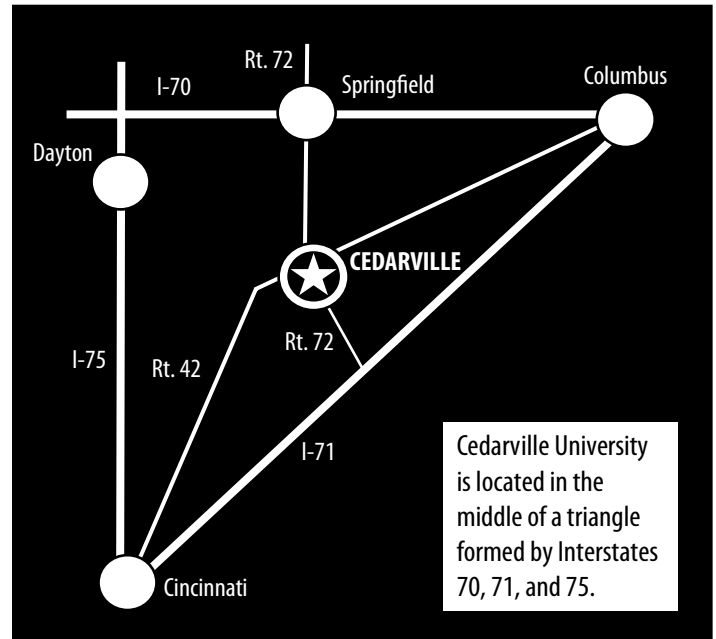 Rt. 72
I-70
Springfield
Columbus
Dayton
CEDARVILLE
Rt. 72
I-75
Rt. 42
I-71
Cedarville University
is located in the
middle of a triangle
formed by Interstates
70, 71, and 75.
Cincinnati